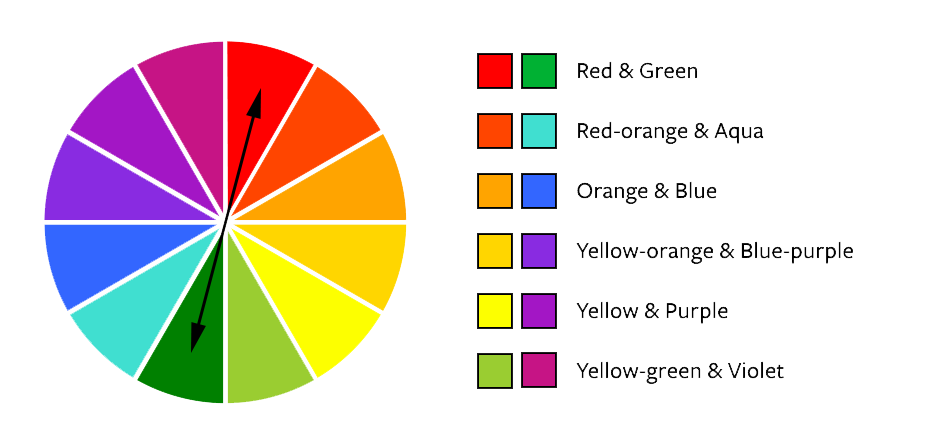 Red & Green
Red-orange & Aqua
Orange & Blue
Yellow-orange & Blue-purple
Yellow & Purple
Yellow-green & Violet